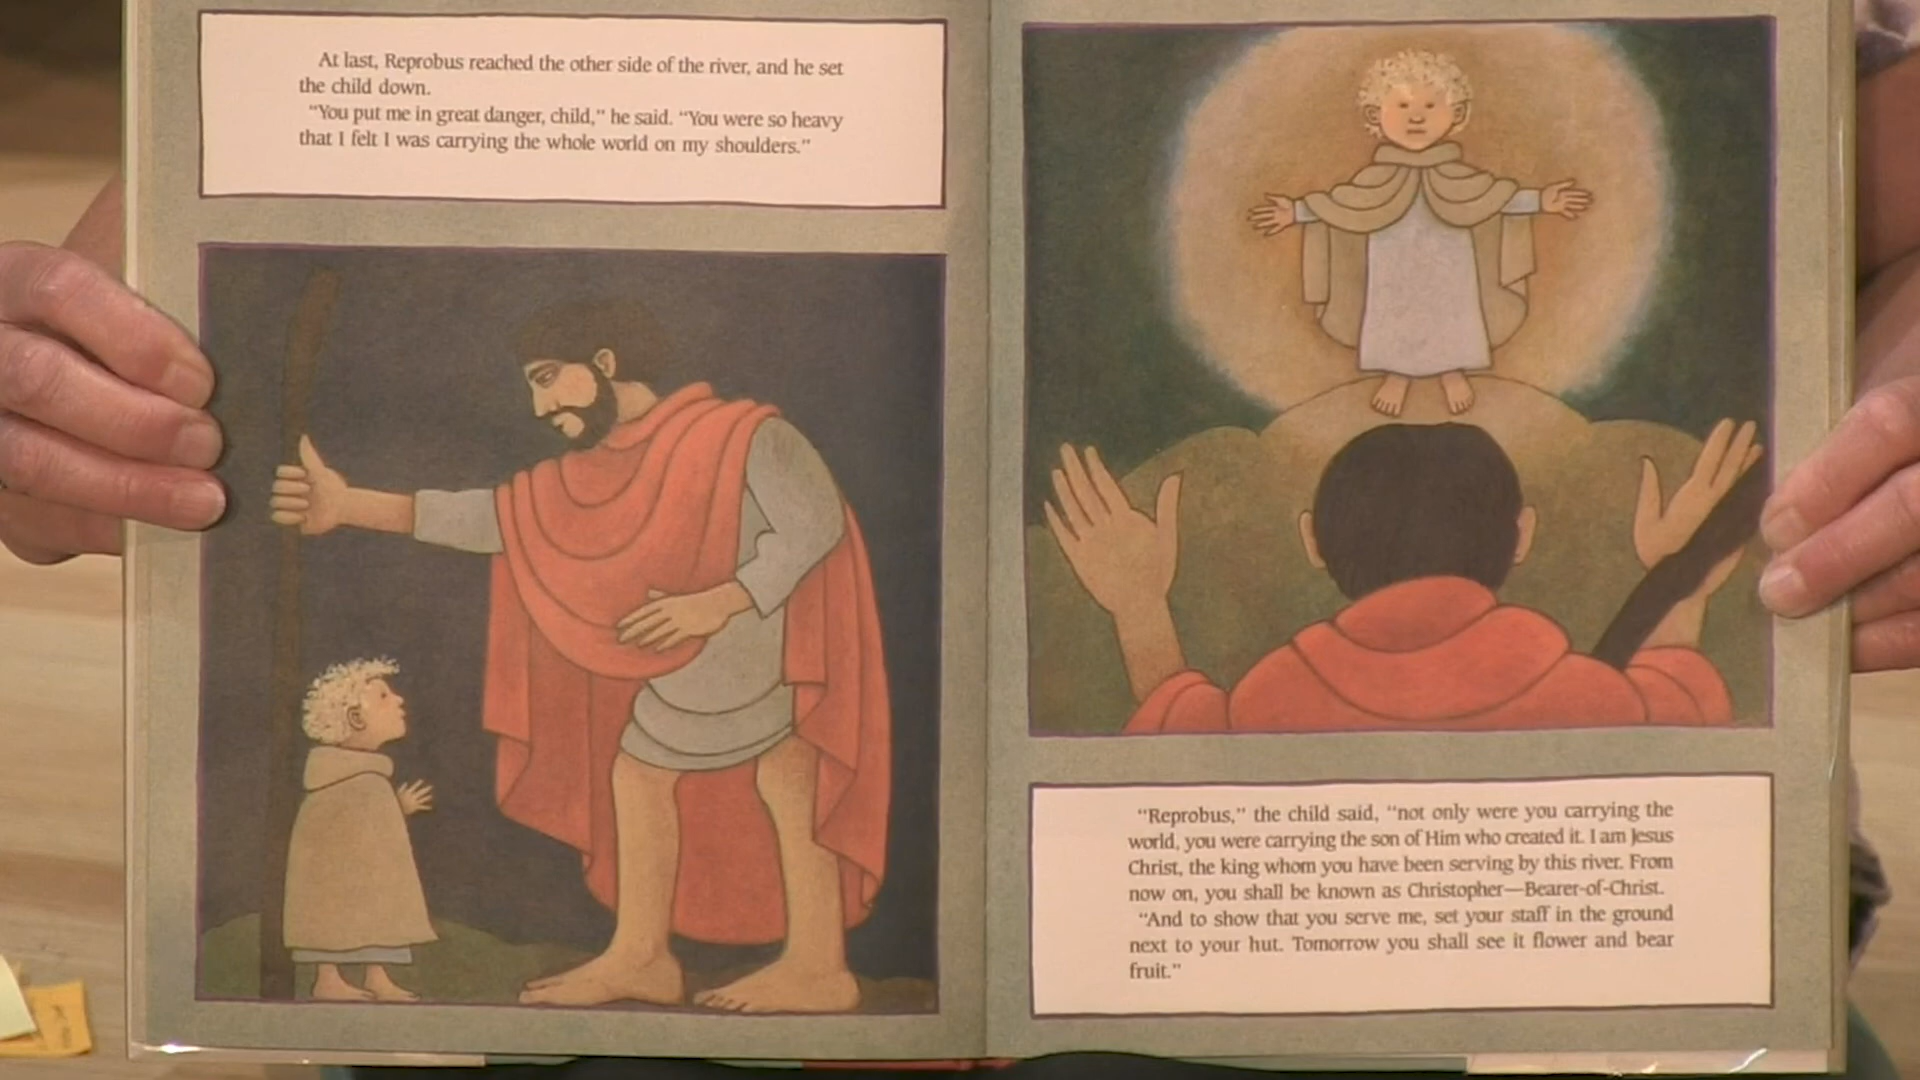 At last, Reprobus reached the other side of the river, and he set
the child down.
“You put me in great danger, child,” he said. “You were so heavy
that I felt I was carrying the whole world on my shoulders.”
“Reprobus,” the child said, “not only were you carrying the
world, you were carrying the son of Him who created it. I am Jesus
Christ, the king whom you have been serving by this river. From
now on, you shall be known as Christopher—Bearer-of-Christ.
“And to show that you serve me, set your staff in the ground
next to your hut. Tomorrow you shall see it flower and bear
fruit.”